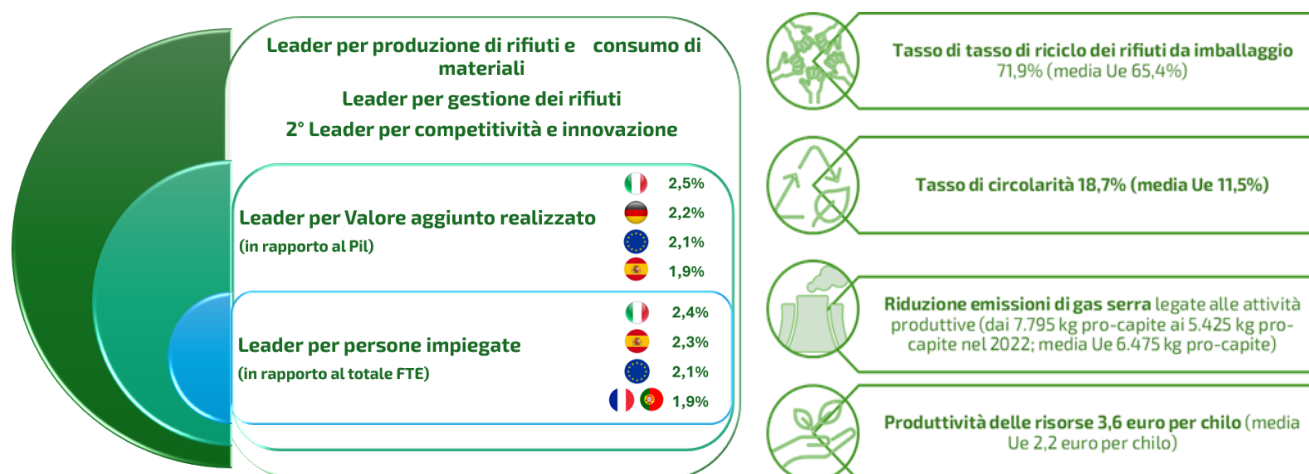 Leader per produzione di rifiuti e consumo di
materiali
Leader per gestione dei rifiuti
2° Leader per competitività e innovazione
Leader per Valore aggiunto realizzato
(in rapporto al Pil)
2,5%
2,2%
2,1%
1,9%
Leader per persone impiegate
(in rapporto al totale FTE)
2,4%
2,3%
2,1%
1,9%
Tasso di tasso di riciclo dei rifiuti da imballaggio
71,9% (media Ue 65,4%)
Tasso di circolarità 18,7% (media Ue 11,5%)
Riduzione emissioni di gas serra legate alle attività
produttive (dai 7.795 kg pro-capite ai 5.425 kg pro-
capite nel 2022; media Ue 6.475 kg pro-capite)
Produttività delle risorse 3,6 euro per chilo (media
Ue 2,2 euro per chilo)